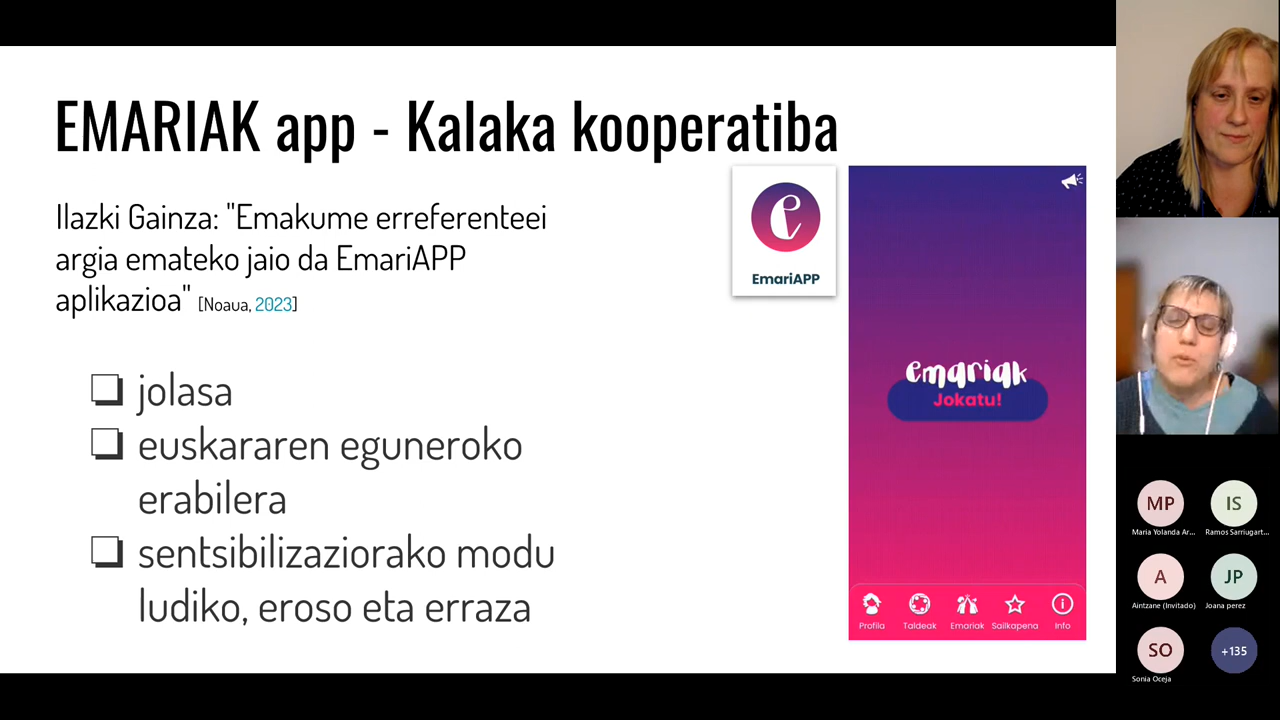 EMARIAK app - Kalaka kooperatiba
Ilazki Gainza: "Emakume erreferenteei
argia emateko jaio da EmariAPP
aplikazioa" [Noaua, 2023]
❏ jolasa
❏ euskararen eguneroko
erabilera
❏ sentsibilizaziorako modu
ludiko, eroso eta erraza
e
EmariAPP
emariak
Jokatu!
Profila
Taldeak
Emariak
Sailkapena
Info
MP
Maria Yolanda Ar...
IS
Ramos Sarriugart...
A
Aintzane (Invitado)
JP
Joana perez
SO
Sonia Oceja
+135